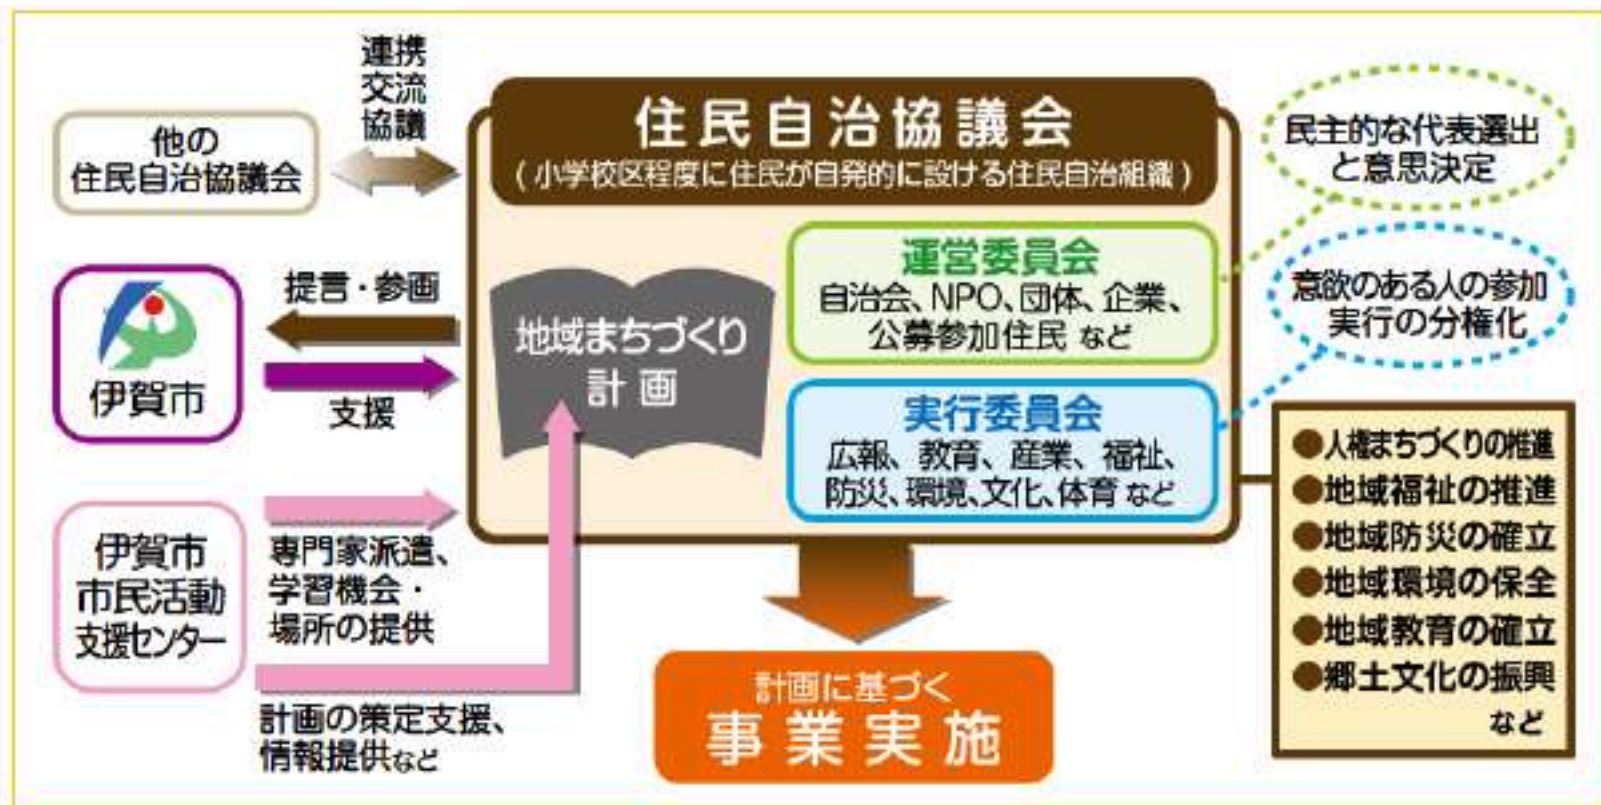 連携
交流
協議
他の
住民自治協議会
住民自治協議会
(小学校区程度に住民が自発的に設ける住民自治組織)
民主的な代表選出
と意思決定
運営委員会
自治会、NPO、団体、企業、
公募参加住民 など
意欲のある人の参加
実行の分権化
提言・参画
伊賀市
支援
地域まちづくり
計画
実行委員会
広報、教育、産業、福祉、
防災、環境、文化、体育 など
●人権まちづくりの推進
●地域福祉の推進
●地域防災の確立
●地域環境の保全
●地域教育の確立
●郷土文化の振興
など
伊賀市
市民活動
支援センター
専門家派遣、
学習機会・
場所の提供
計画の策定支援、
情報提供など
計画に基づく
事業実施